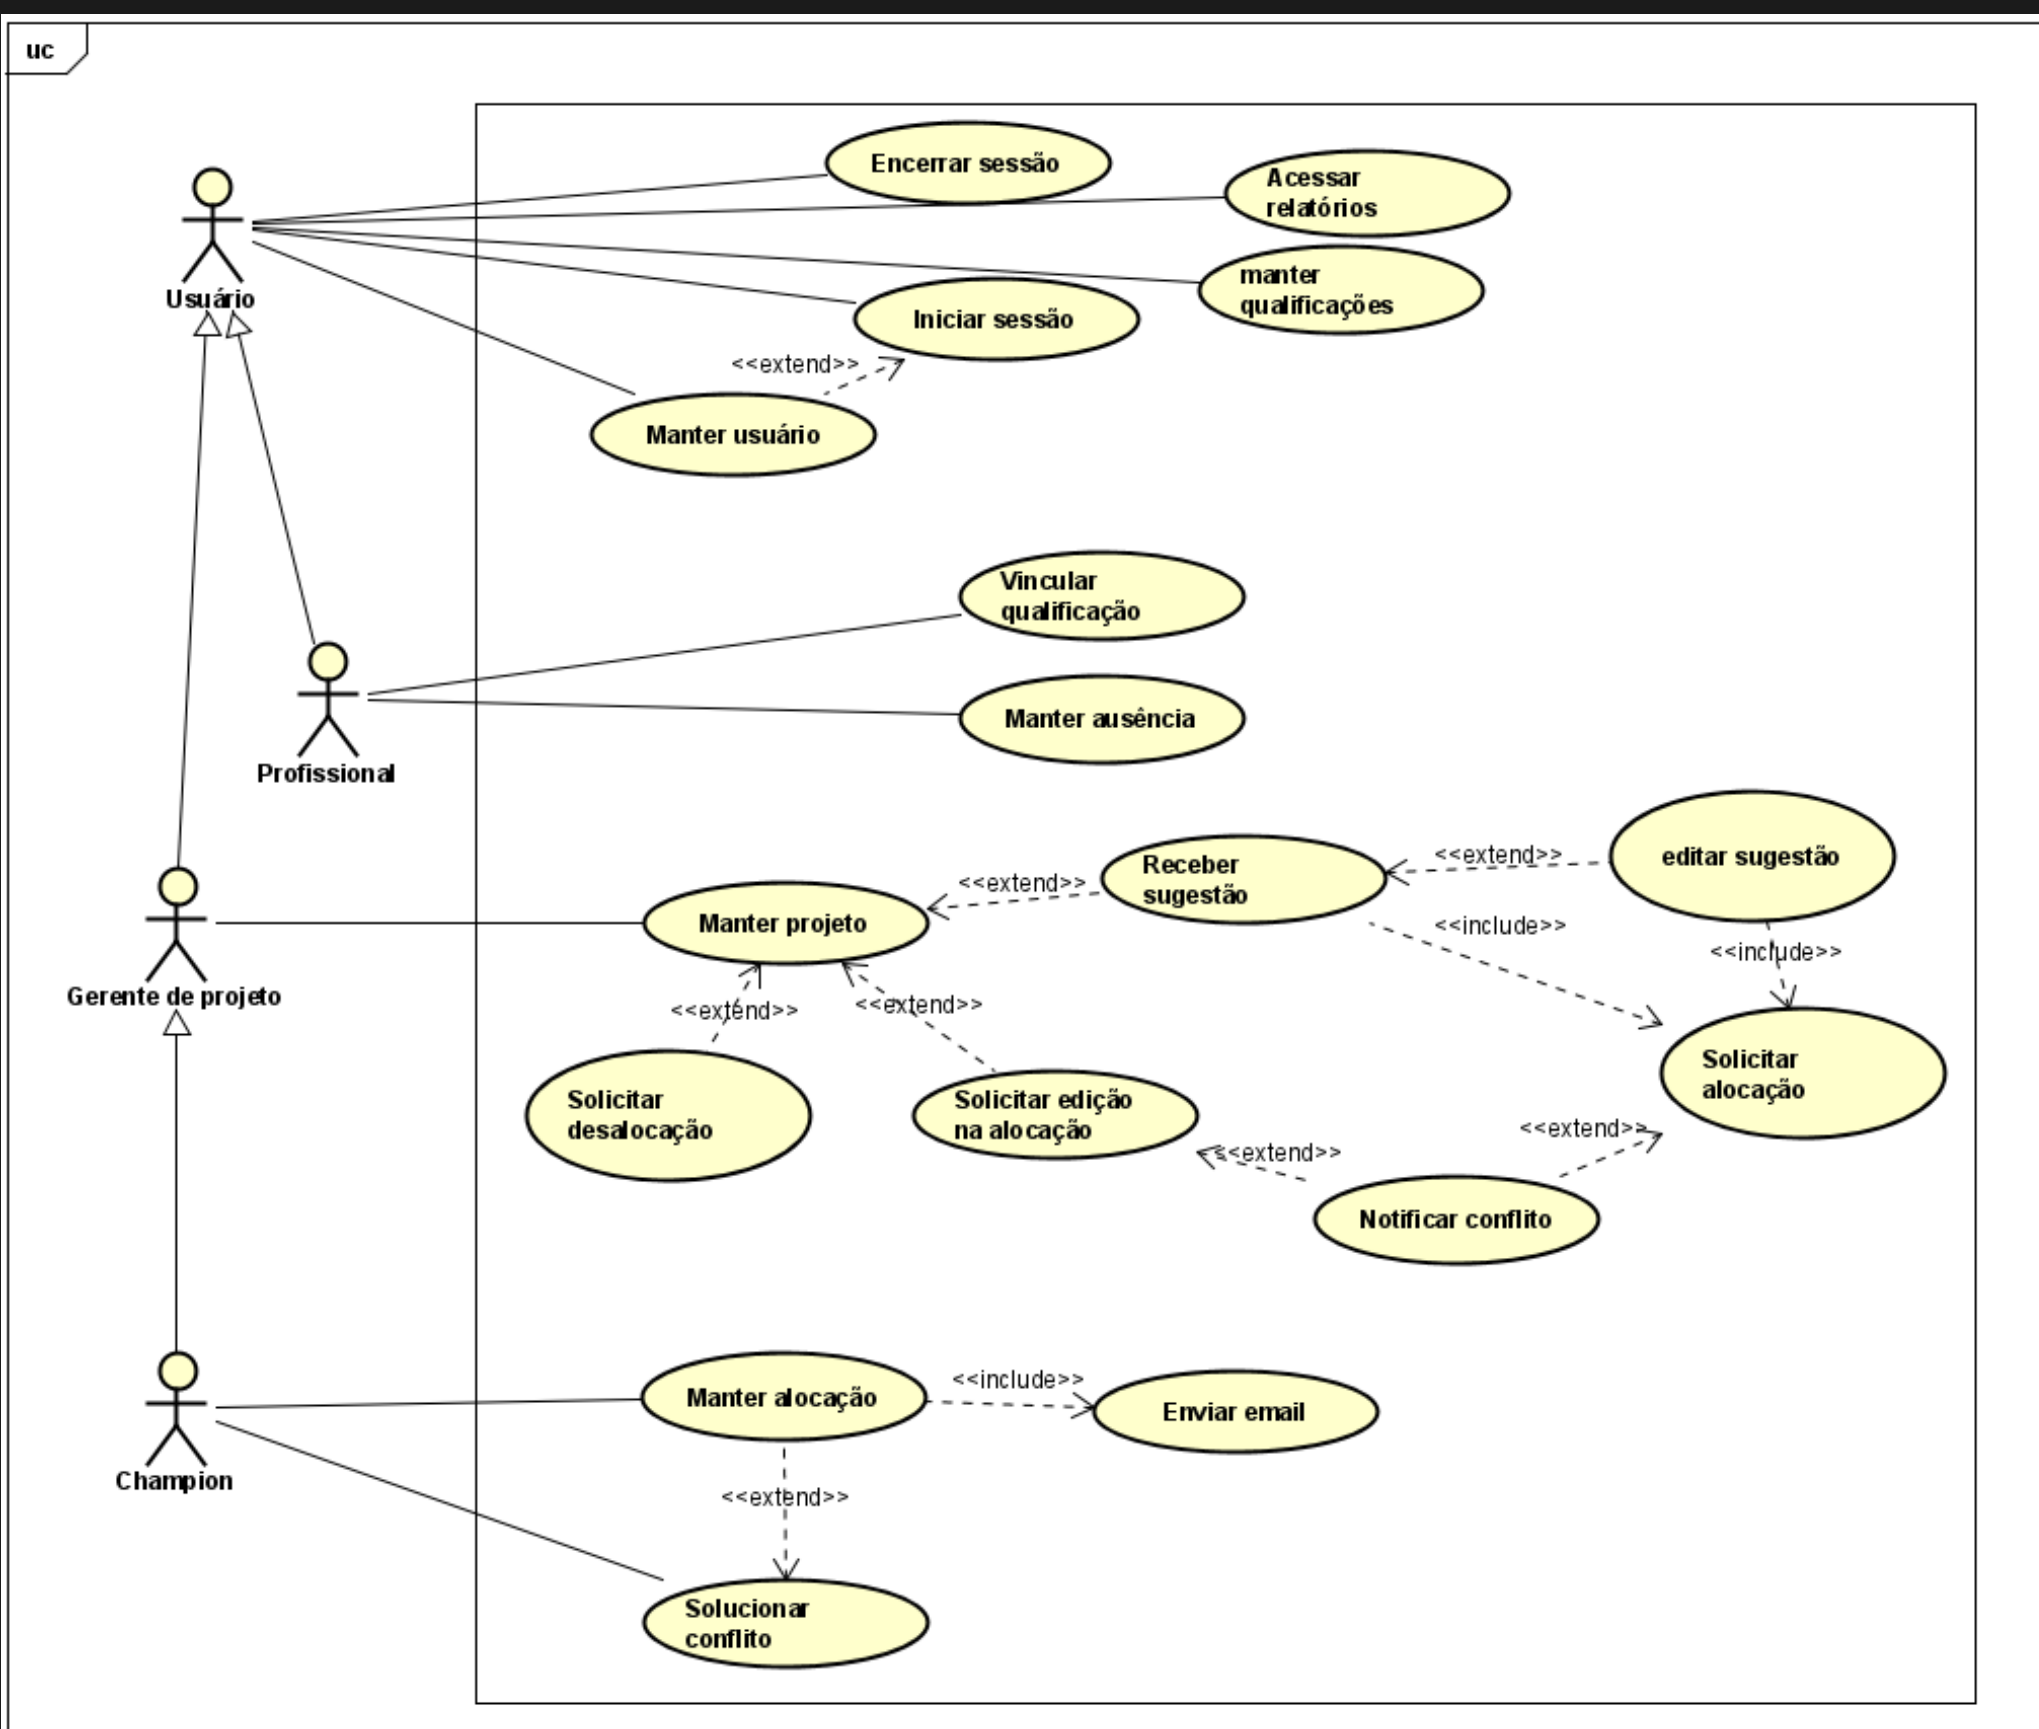 uc
Encerrar sessão
Acessar
relatórios
manter
qualificações
Usuário
Iniciar sessão
<<extend>>
Manter usuário
Vincular
qualificação
Manter ausência
Profissional
Receber
sugestão
<<extend>>
editar sugestão
<<extend>>
Manter projeto
<<include>>
<<include>>
Gerente de projeto
<<extend>>
<<extend>>
Solicitar
desalocação
Solicitar edição
na alocação
Solicitar
alocação
<<extend>>
<<extend>>
Notificar conflito
Manter alocação
<<include>>
Enviar email
Champion
<<extend>>
Solucionar
conflito